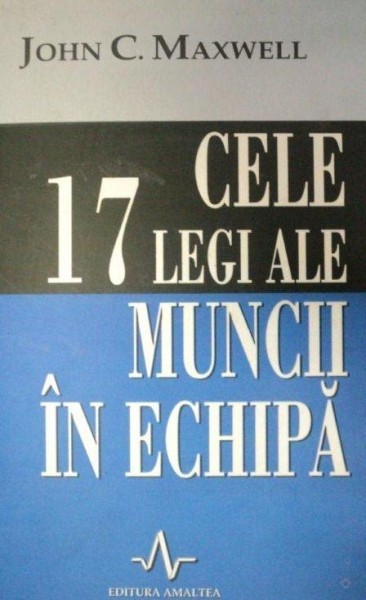 JOHN C. MAXWELL
CELE
17 LEGI ALE
MUNCII
ÎN ECHIPĂ
EDITURA AMALTEA